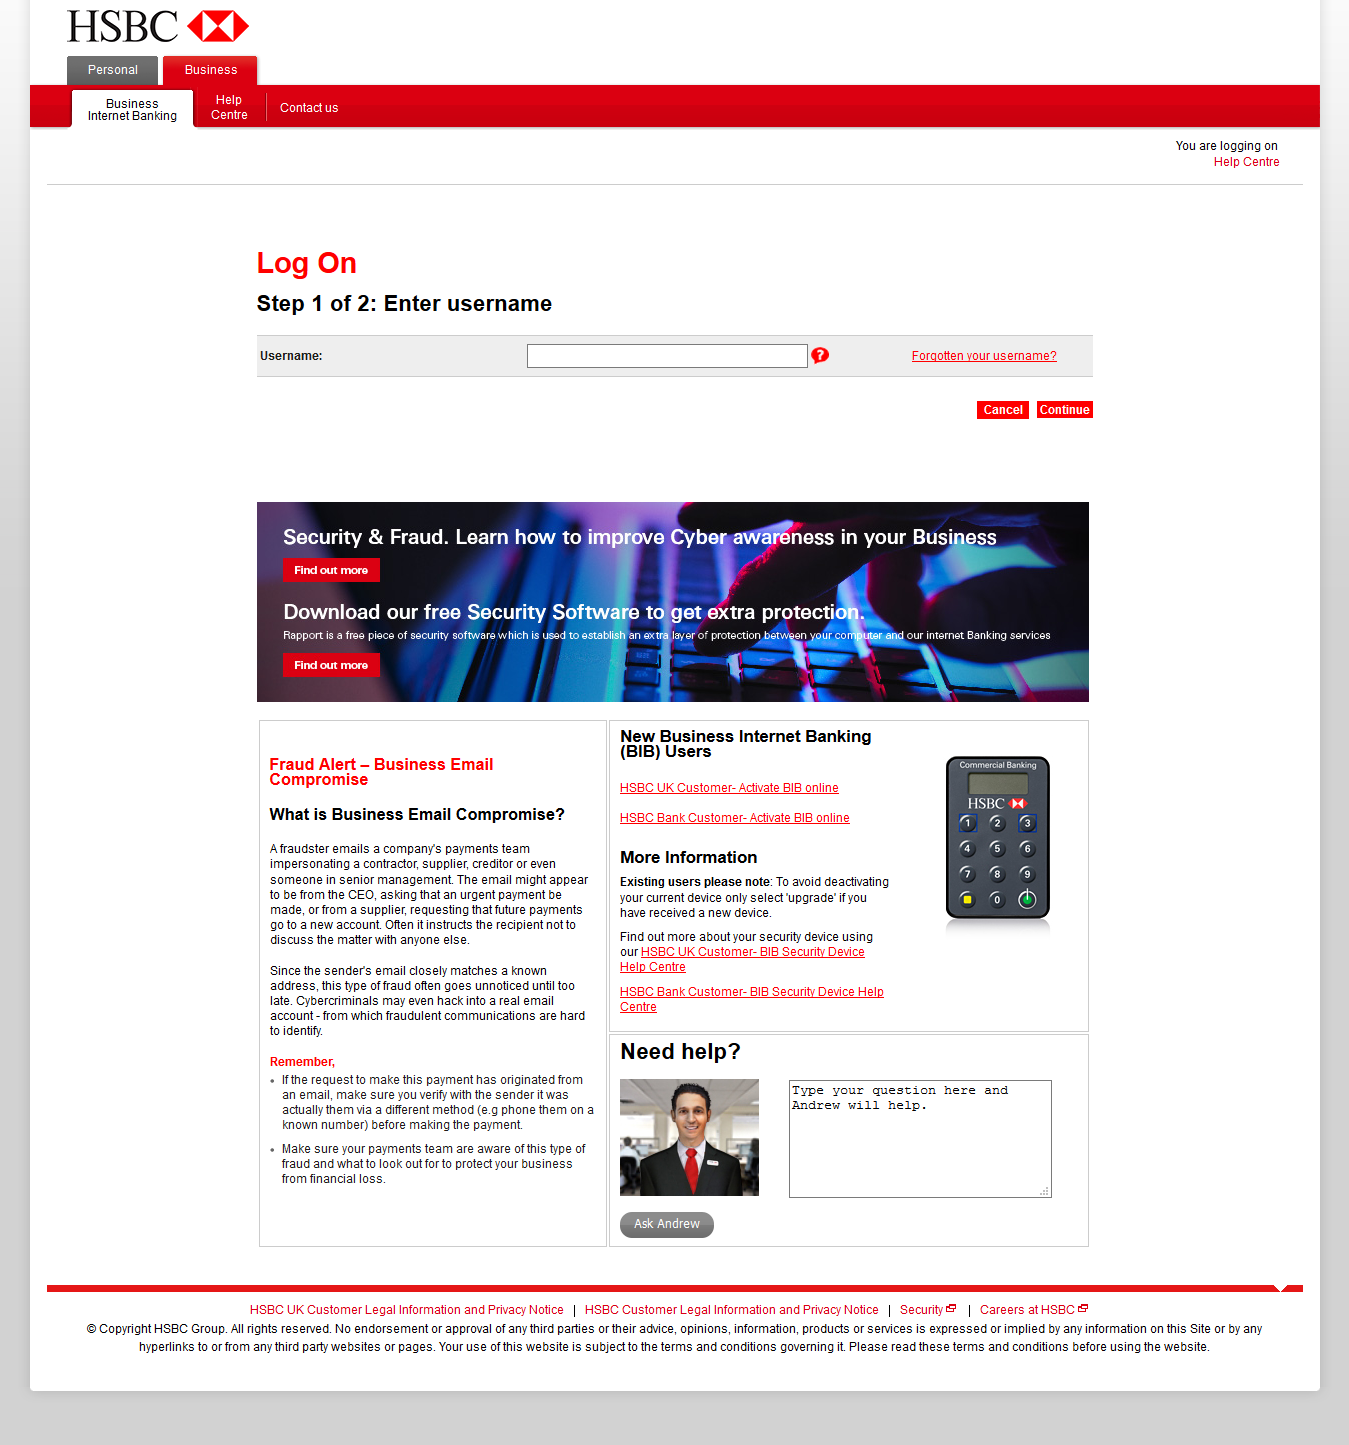 HSBC
Personal
Business
Business
Internet Banking
Help
Centre
Contact us
You are logging on
Help Centre
Log On
Step 1 of 2: Enter username
Username:
?
Forgotten your username?
Cancel
Continue
Security & Fraud. Learn how to improve Cyber awareness in your Business
Find out more
Download our free Security Software to get extra protection.
Rapport is a free piece of security software which is used to establish an extra layer of protection between your computer and our internet Banking services
Find out more
Fraud Alert – Business Email
Compromise
What is Business Email Compromise?
A fraudster emails a company's payments team
impersonating a contractor, supplier, creditor or even
someone in senior management. The email might appear
to be from the CEO, asking that an urgent payment be
made, or from a supplier, requesting that future payments
go to a new account. Often it instructs the recipient not to
discuss the matter with anyone else.
Since the sender's email closely matches a known
address, this type of fraud often goes unnoticed until too
late. Cybercriminals may even hack into a real email
account - from which fraudulent communications are hard
to identify.
Remember,
If the request to make this payment has originated from
an email, make sure you verify with the sender it was
actually them via a different method (e.g phone them on a
known number) before making the payment.
Make sure your payments team are aware of this type of
fraud and what to look out for to protect your business
from financial loss.
New Business Internet Banking
(BIB) Users
HSBC UK Customer- Activate BIB online
HSBC Bank Customer- Activate BIB online
More Information
Existing users please note: To avoid deactivating
your current device only select 'upgrade' if you
have received a new device.
Find out more about your security device using
our HSBC UK Customer- BIB Security Device
Help Centre
HSBC Bank Customer- BIB Security Device Help
Centre
Commercial Banking
HSBC
1 2 3
4 5 6
7 8 9
0
Need help?
Type your question here and
Andrew will help.
Ask Andrew
HSBC UK Customer Legal Information and Privacy Notice | HSBC Customer Legal Information and Privacy Notice | Security | Careers at HSBC
© Copyright HSBC Group. All rights reserved. No endorsement or approval of any third parties or their advice, opinions, information, products or services is expressed or implied by any information on this Site or by any
hyperlinks to or from any third party websites or pages. Your use of this website is subject to the terms and conditions governing it. Please read these terms and conditions before using the website.